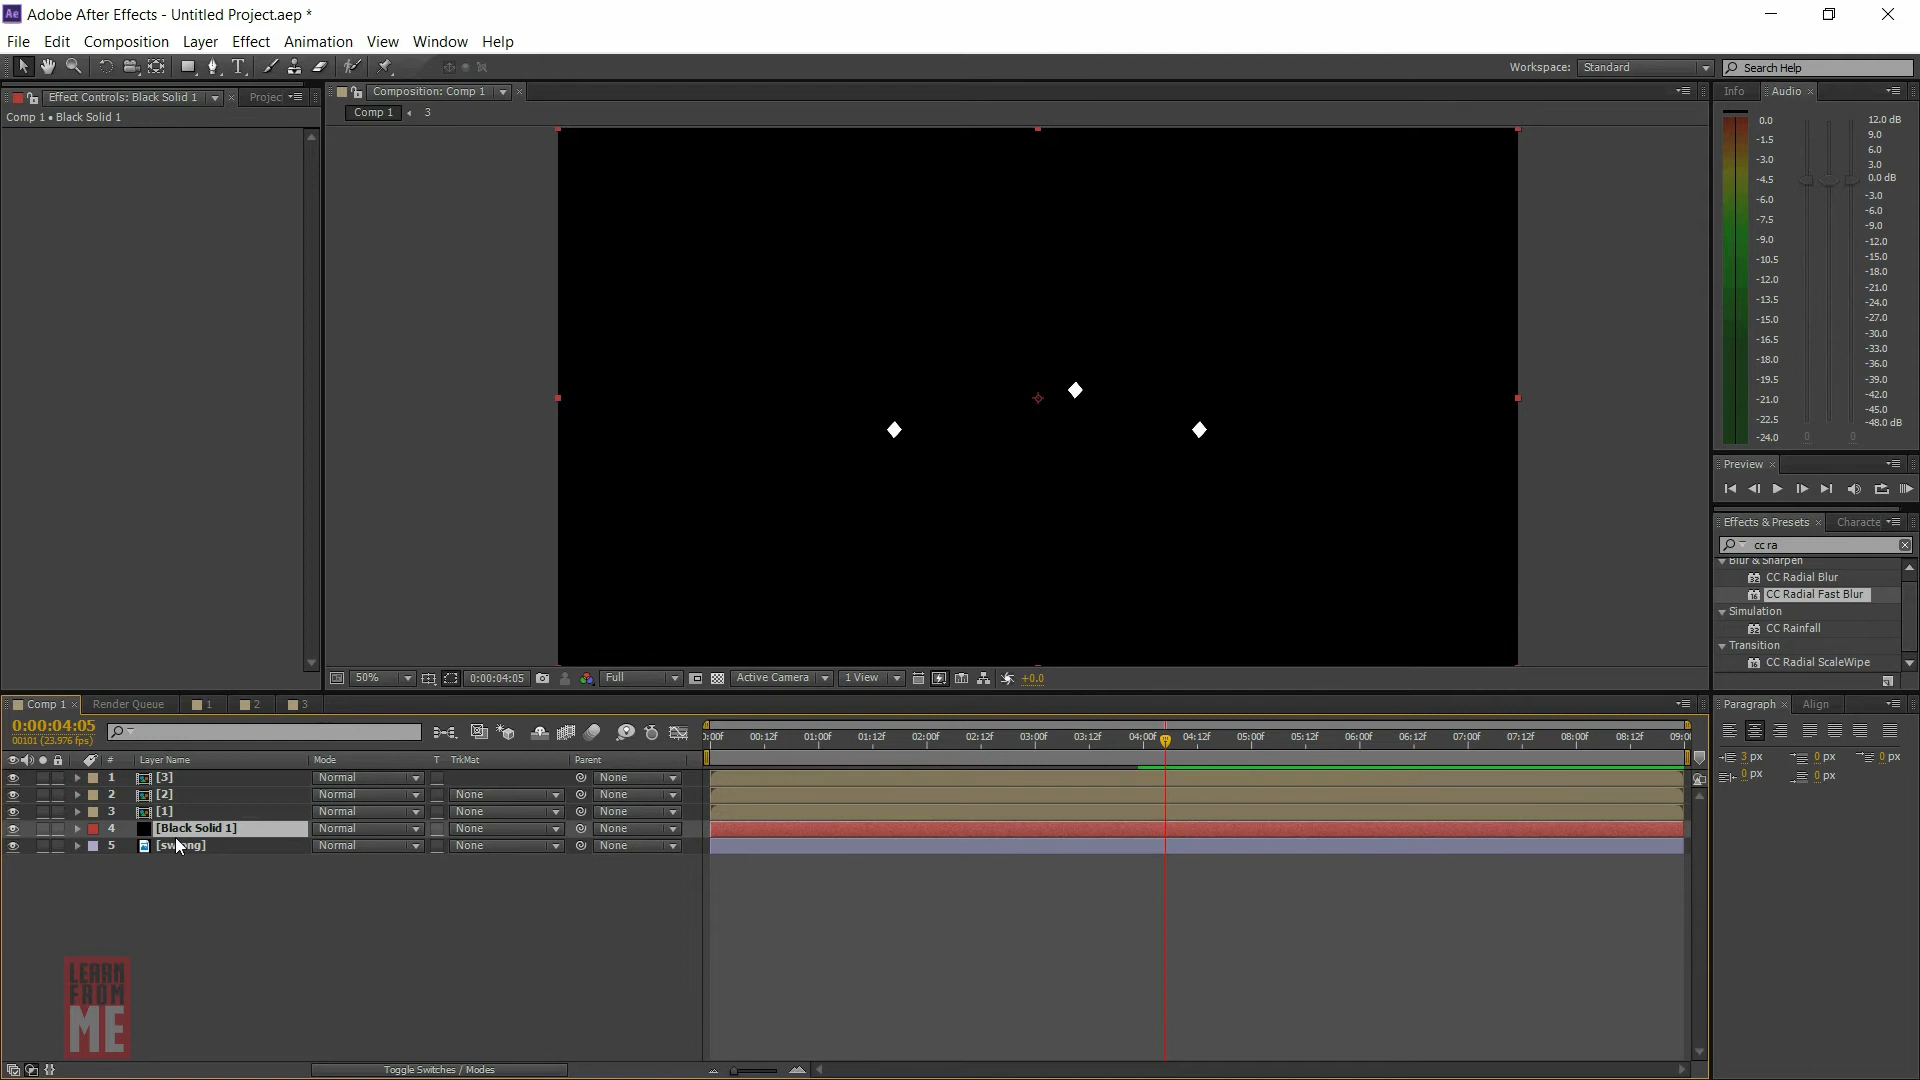 Adobe After Effects - Untitled Project.aep *
File Edit Composition Layer Effect Animation View Window Help
Workspace: Standard Search Help
Effect Controls: Black Solid 1 Projec
Composition: Comp 1
Info Audio
Comp 1 • Black Solid 1
Comp 1 3
0.0
-1.5
-3.0
-4.5
-6.0
-7.5
-9.0
-10.5
-12.0
-13.5
-15.0
-16.5
-18.0
-19.5
-21.0
-22.5
-24.0
12.0 dB
9.0
6.0
3.0
0.0 dB
-3.0
-6.0
-9.0
-12.0
-15.0
-18.0
-21.0
-24.0
-27.0
-30.0
-33.0
-36.0
-39.0
-42.0
-45.0
-48.0 dB
0 0
Preview
Effects & Presets Characte
cc ra
Blur & Sharpen
CC Radial Blur
CC Radial Fast Blur
Simulation
CC Rainfall
Transition
CC Radial ScaleWipe
50% 0:00:04:05 Full Active Camera 1 View +0.0
Comp 1 Render Queue 1 2 3
Paragraph Align
0:00:04:05
00101 (23.976 fps)
:00f 00:12f 01:00f 01:12f 02:00f 02:12f 03:00f 03:12f 04:00f 04:12f 05:00f 05:12f 06:00f 06:12f 07:00f 07:12f 08:00f 08:12f 09:0
3 px 0 px 0 px
0 px 0 px
# Layer Name Mode T TrkMat Parent
1 [3] Normal None
2 [2] Normal None None
3 [1] Normal None None
4 [Black Solid 1] Normal None None
5 Normal None None
LEARN
FROM
ME
Toggle Switches / Modes